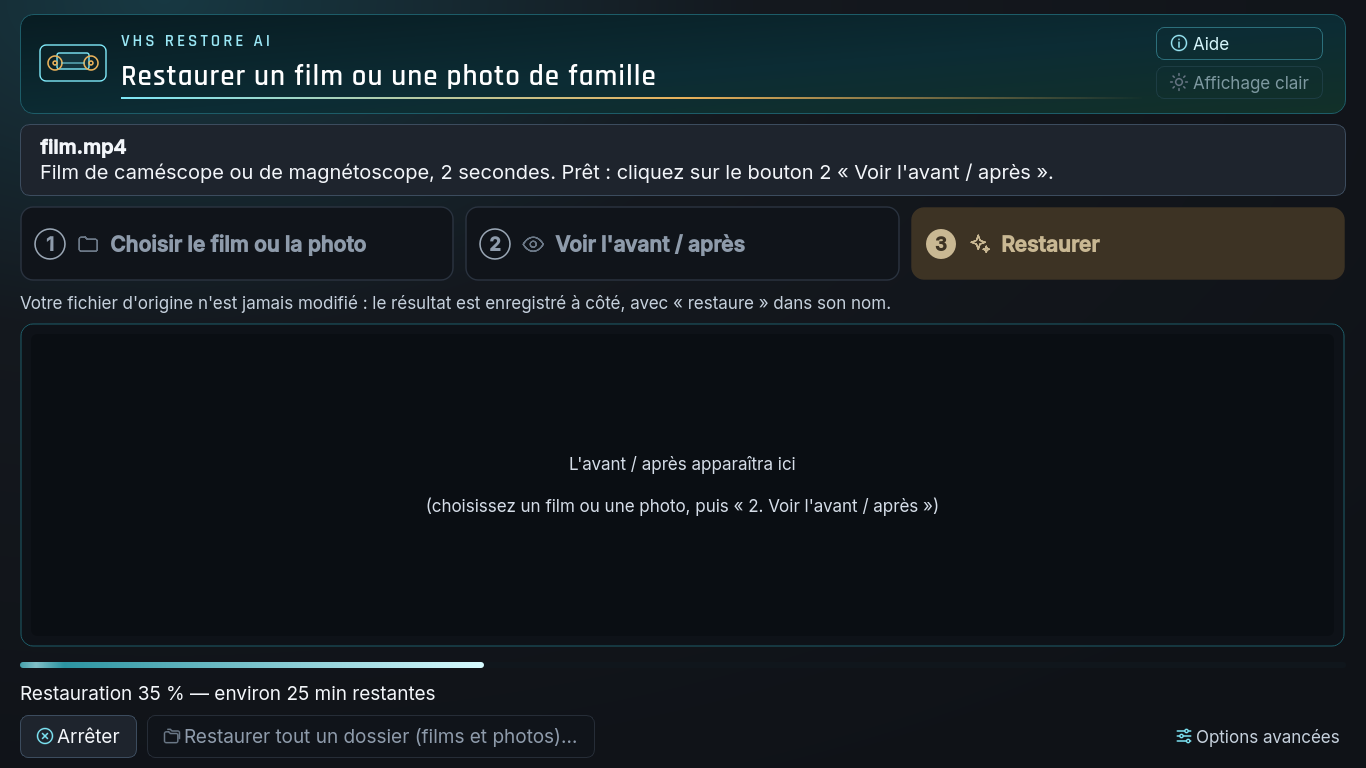 VHS RESTORE AI
Restaurer un film ou une photo de famille
Aide
Affichage clair
film.mp4
Film de caméscope ou de magnétoscope, 2 secondes. Prêt : cliquez sur le bouton 2 « Voir l'avant / après ».
1 Choisir le film ou la photo
2 Voir l'avant / après
3 Restaurer
Votre fichier d'origine n'est jamais modifié : le résultat est enregistré à côté, avec « restaure » dans son nom.
L'avant / après apparaîtra ici
(choisissez un film ou une photo, puis « 2. Voir l'avant / après »)
Restauration 35 % — environ 25 min restantes
Arrêter
Restaurer tout un dossier (films et photos)...
Options avancées